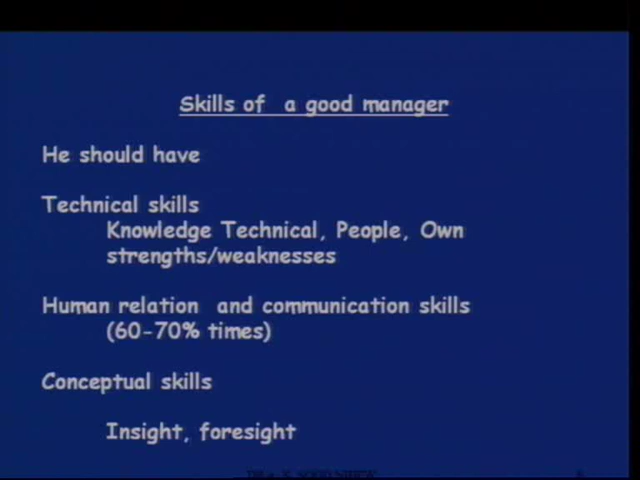 Skills of a good manager
He should have
Technical skills
Knowledge Technical, People, Own
strengths/weaknesses
Human relation and communication skills
(60-70% times)
Conceptual skills
Insight, foresight